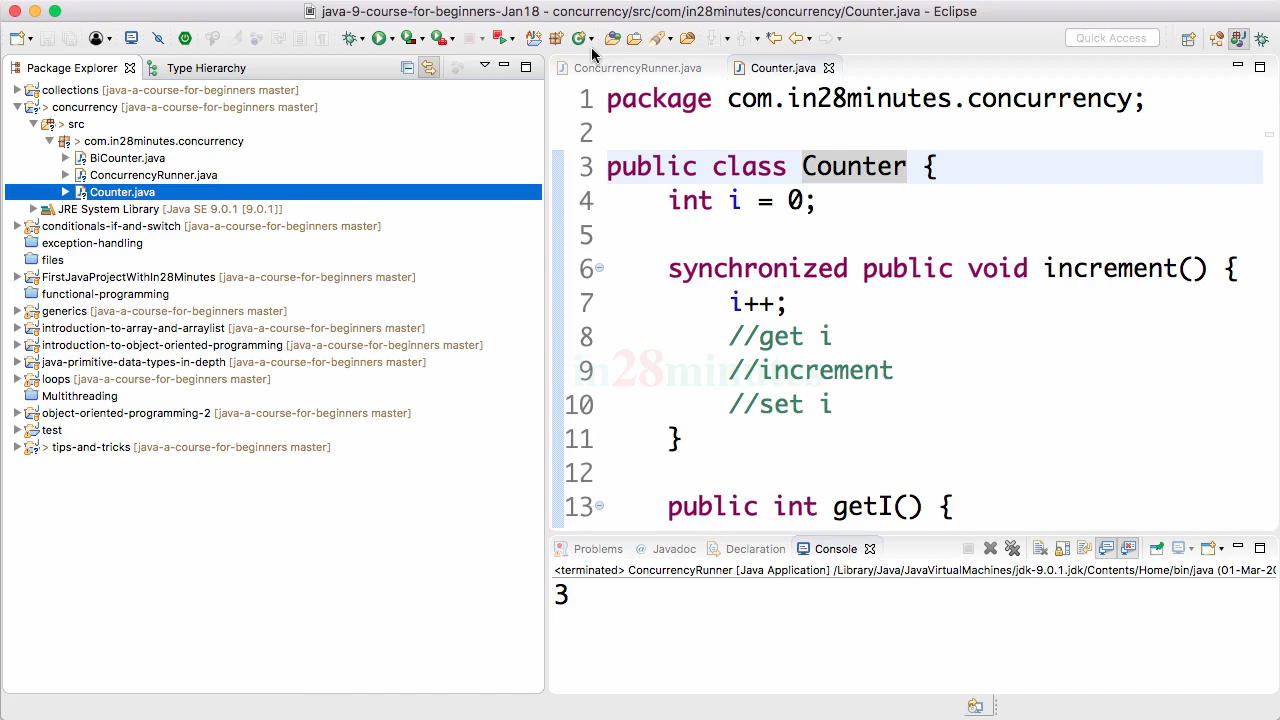 java-9-course-for-beginners-Jan18 - concurrency/src/com/in28minutes/concurrency/Counter.java - Eclipse
Quick Access
Package Explorer
Type Hierarchy
collections [java-a-course-for-beginners master]
> concurrency [java-a-course-for-beginners master]
> src
> com.in28minutes.concurrency
BiCounter.java
ConcurrencyRunner.java
Counter.java
JRE System Library [Java SE 9.0.1 [9.0.1]]
conditionals-if-and-switch [java-a-course-for-beginners master]
exception-handling
files
FirstJavaProjectWithIn28Minutes [java-a-course-for-beginners master]
functional-programming
generics [java-a-course-for-beginners master]
introduction-to-array-and-arraylist [java-a-course-for-beginners master]
introduction-to-object-oriented-programming [java-a-course-for-beginners master]
java-primitive-data-types-in-depth [java-a-course-for-beginners master]
loops [java-a-course-for-beginners master]
Multithreading
object-oriented-programming-2 [java-a-course-for-beginners master]
test
> tips-and-tricks [java-a-course-for-beginners master]
ConcurrencyRunner.java
Counter.java
1 package com.in28minutes.concurrency;
2
3 public class Counter {
4 int i = 0;
5
6 synchronized public void increment() {
7 i++;
8 //get i
9 //increment
10 //set i
11 }
12
13 public int getI() {
in28minutes
Problems
@ Javadoc
Declaration
Console
<terminated> ConcurrencyRunner [Java Application] /Library/Java/JavaVirtualMachines/jdk-9.0.1.jdk/Contents/Home/bin/java (01-Mar-20
3